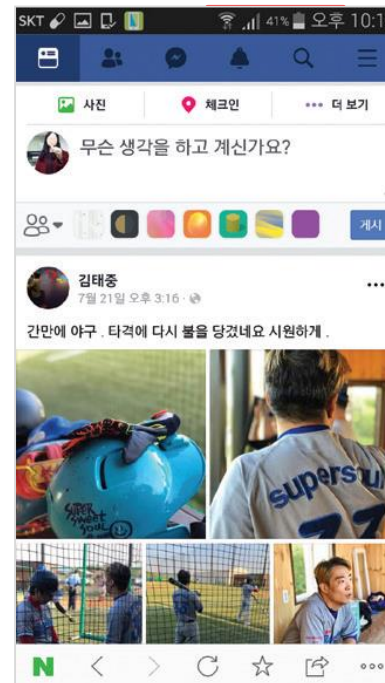 SKT 41% 오후 10:1
사진 체크인 더 보기
무슨 생각을 하고 계신가요?
게시
김태중
7월 21일 오후 3:16
간만에 야구 . 타격에 다시 불을 당겼네요 시원하게 .
SUPER
SWEET
SOUL
supersoul
N